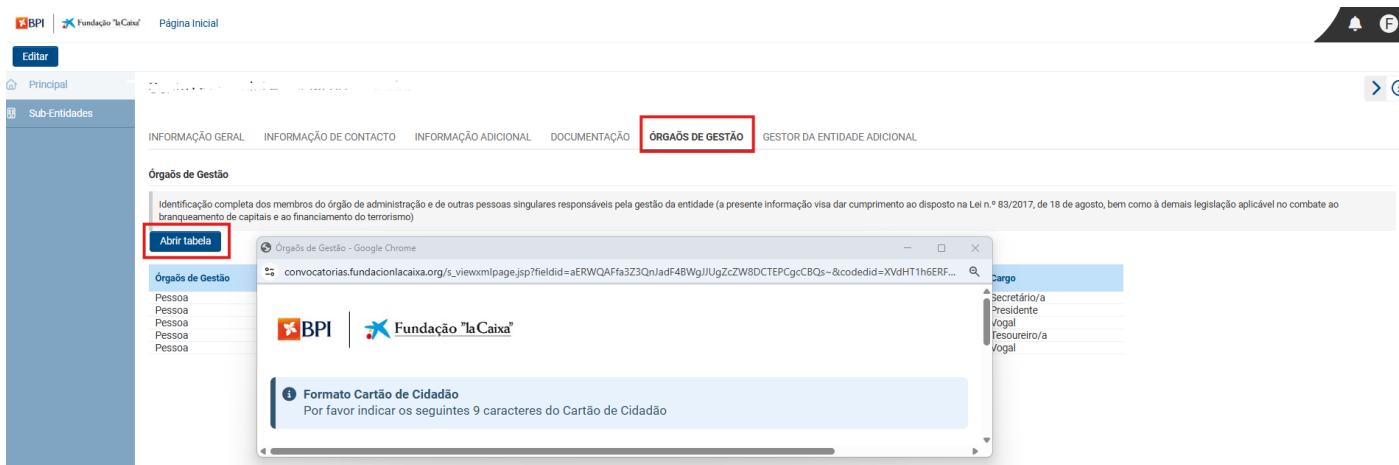 BPI Fundação "la Caixa" Página Inicial
F
Editar
Principal
Sub-Entidades
INFORMAÇÃO GERAL INFORMAÇÃO DE CONTACTO INFORMAÇÃO ADICIONAL DOCUMENTAÇÃO ÓRGAÕS DE GESTÃO GESTOR DA ENTIDADE ADICIONAL
Órgaõs de Gestão
Identificação completa dos membros do órgão de administração e de outras pessoas singulares responsáveis pela gestão da entidade (a presente informação visa dar cumprimento ao disposto na Lei n.º 83/2017, de 18 de agosto, bem como à demais legislação aplicável no combate ao
branqueamento de capitais e ao financiamento do terrorismo)
Abrir tabela
Órgaõs de Gestão - Google Chrome
convocatorias.fundacionlacaixa.org/s_viewxmlpage.jsp?fieldid=aERWQAFfa3Z3QnJadF4BWgJJUgZcZW8DCTEPCgcCBQs~&codedid=XVdHT1h6ERF...
Órgaõs de Gestão Cargo
Pessoa Secretário/a
Pessoa Presidente
Pessoa Vogal
Pessoa Tesoureiro/a
Pessoa Vogal
BPI Fundação "la Caixa"
Formato Cartão de Cidadão
Por favor indicar os seguintes 9 caracteres do Cartão de Cidadão